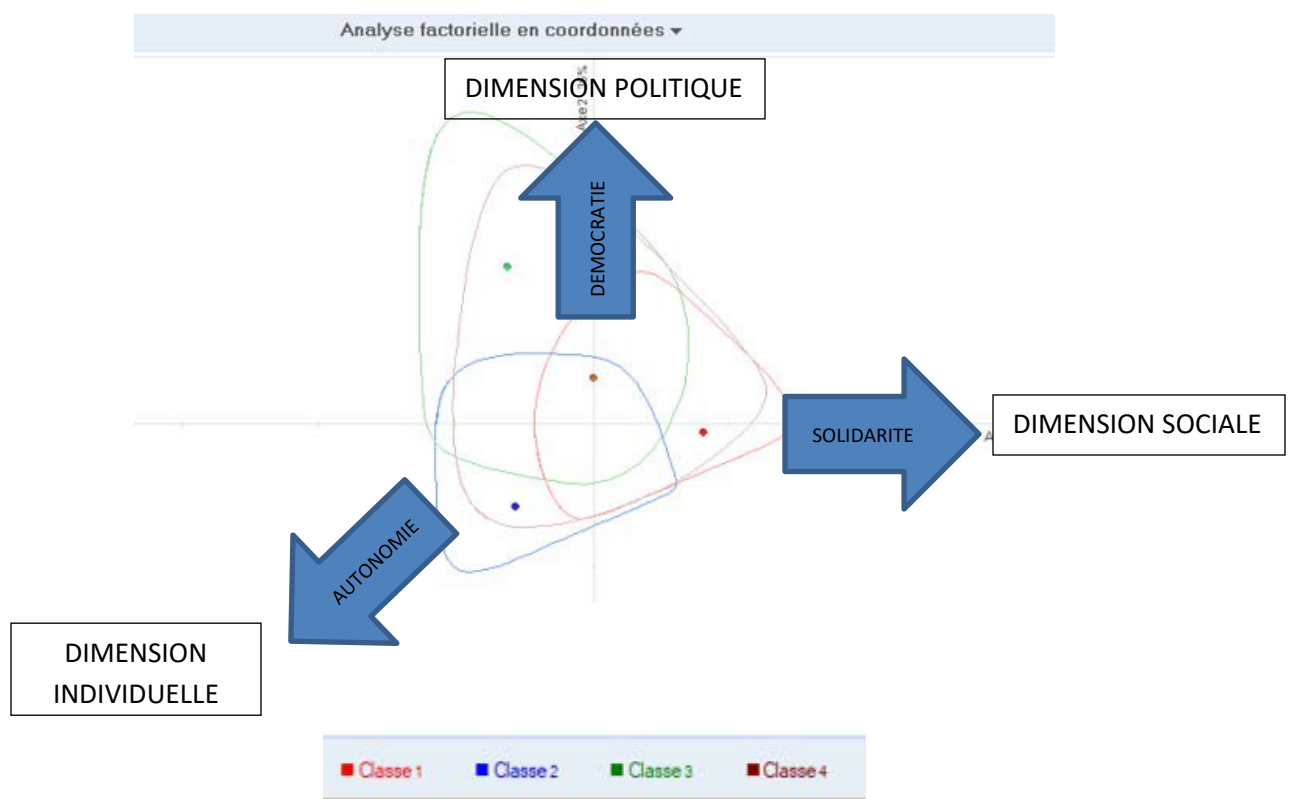 Analyse factorielle en coordonnées
DIMENSION POLITIQUE
Axe2
DEMOCRATIE
SOLIDARITE
A
DIMENSION SOCIALE
AUTONOMIE
DIMENSION
INDIVIDUELLE
Classe 1
Classe 2
Classe 3
Classe 4